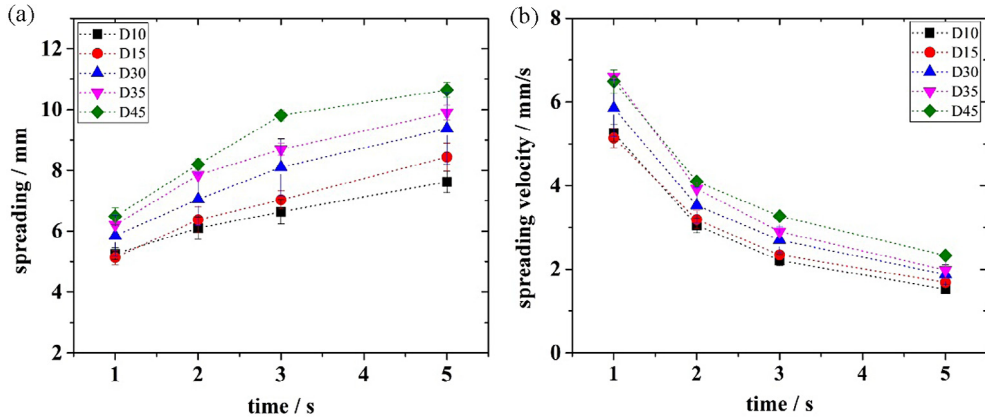 (a)
D10
D15
D30
D35
D45
12
10
8
6
4
2
spreading / mm
1 2 3 4 5
time / s
(b)
D10
D15
D30
D35
D45
8
6
4
2
0
spreading velocity / mm/s
1 2 3 4 5
time / s